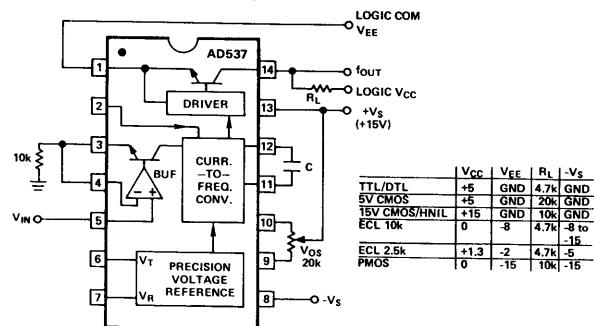 LOGIC COM
VEE
AD537
1
14
fOUT
RL
LOGIC VCC
DRIVER
2
13
+VS
(+15V)
3
12
10k
BUF
CURR.
–TO–
FREQ.
CONV.
C
4
11
– +
VIN
5
10
VOS
20k
6
VT
PRECISION
VOLTAGE
REFERENCE
9
7
VR
8
-VS
VCC VEE RL -VS
TTL/DTL +5 GND 4.7k GND
5V CMOS +5 GND 20k GND
15V CMOS/HNIL +15 GND 10k GND
ECL 10k 0 -8 4.7k -8 to
-15
ECL 2.5k +1.3 -2 4.7k -5
PMOS 0 -15 10k -15